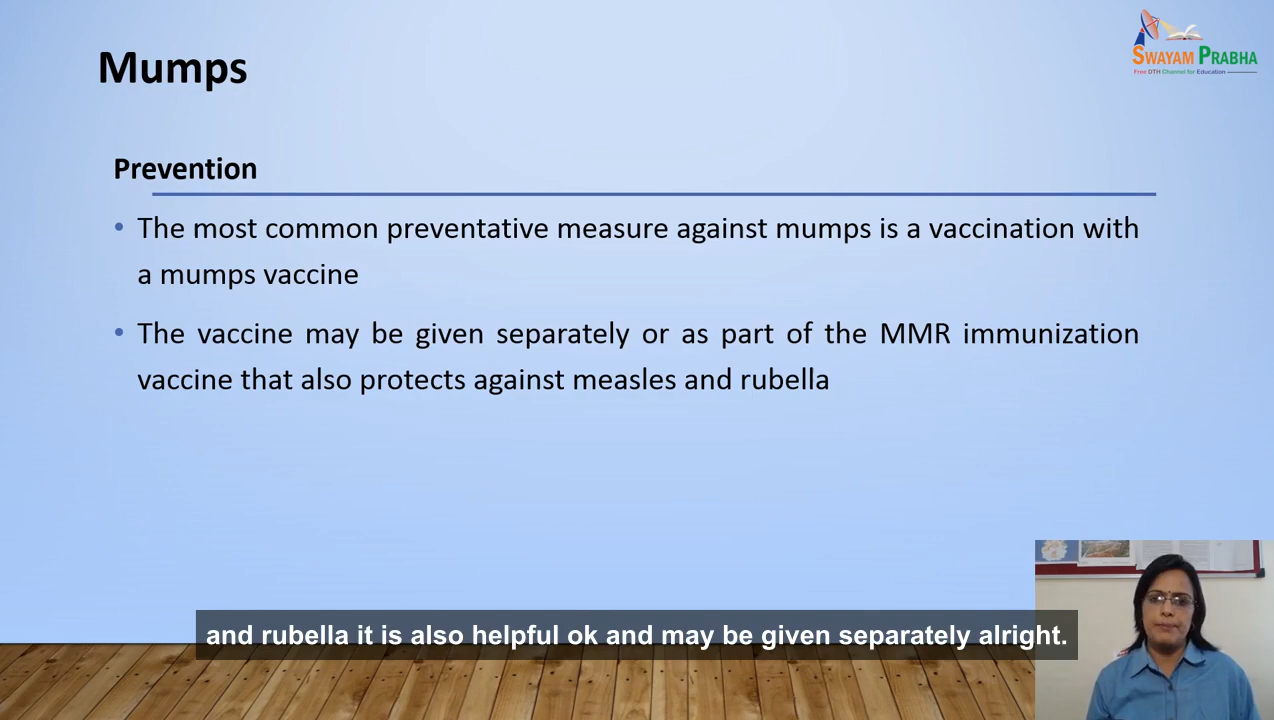 Mumps
SWAYAM PRABHA
Free DTH Channel for Education
Prevention
• The most common preventative measure against mumps is a vaccination with
a mumps vaccine
• The vaccine may be given separately or as part of the MMR immunization
vaccine that also protects against measles and rubella
and rubella it is also helpful ok and may be given separately alright.